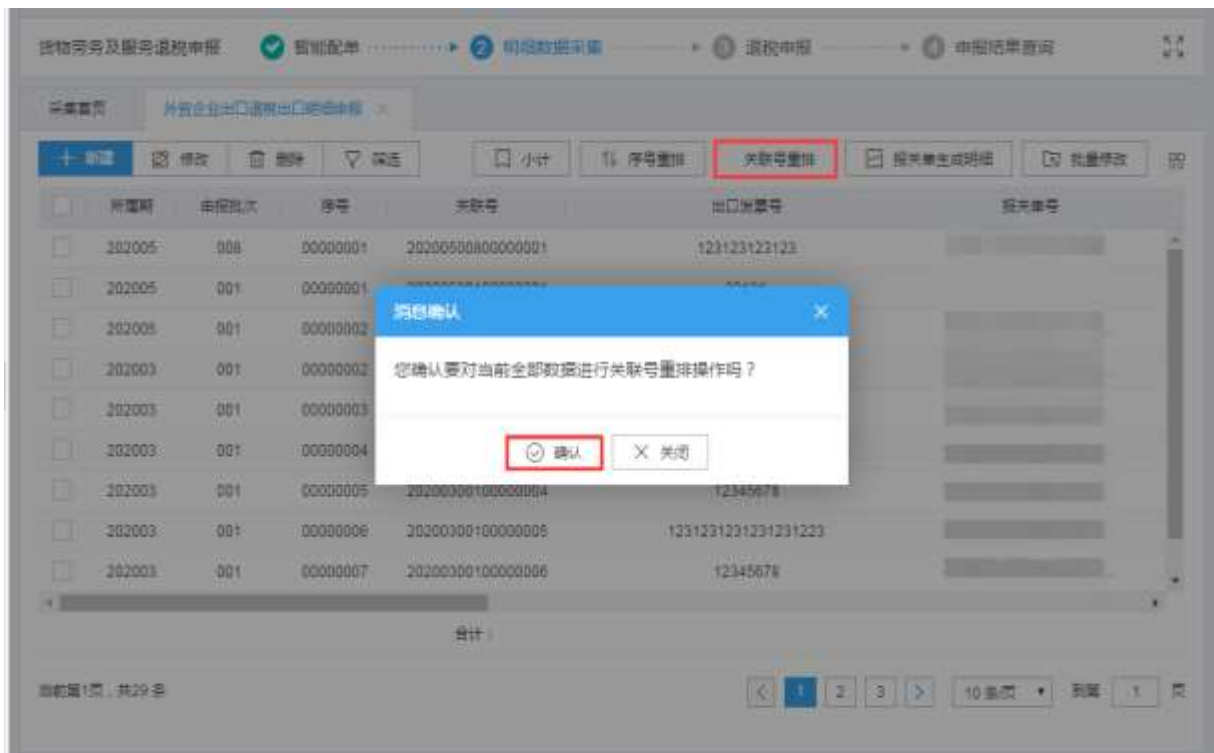 货物劳务及服务退税申报 智能配单 2 明细数据采集 3 退税申报 4 申报结果查询
采集首页 外贸企业出口退税出口明细申报 ×
新建 修改 删除 筛选 小计 序号重排 关联号重排 报关单生成明细 批量修改
所属期 申报批次 序号 关联号 出口发票号 报关单号
202005 008 00000001 20200500800000001 123123123123
202005 001 00000001
消息确认 ×
202005 001 00000002
您确认要对当前全部数据进行关联号重排操作吗？
202003 001 00000002
202003 001 00000003
202003 001 00000004
确认 × 关闭
202003 001 00000005 20200300100000004 12345678
202003 001 00000006 20200300100000005 1231231231231231223
202003 001 00000007 20200300100000006 12345678
合计：
当前第1页，共29条 < 1 2 3 > 10 条/页 到第 1 页